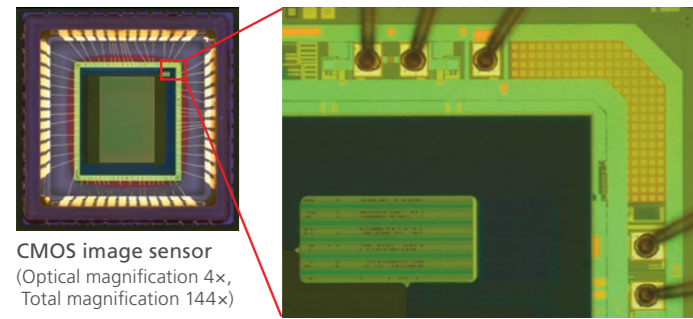 CMOS image sensor
(Optical magnification 4×,
Total magnification 144×)